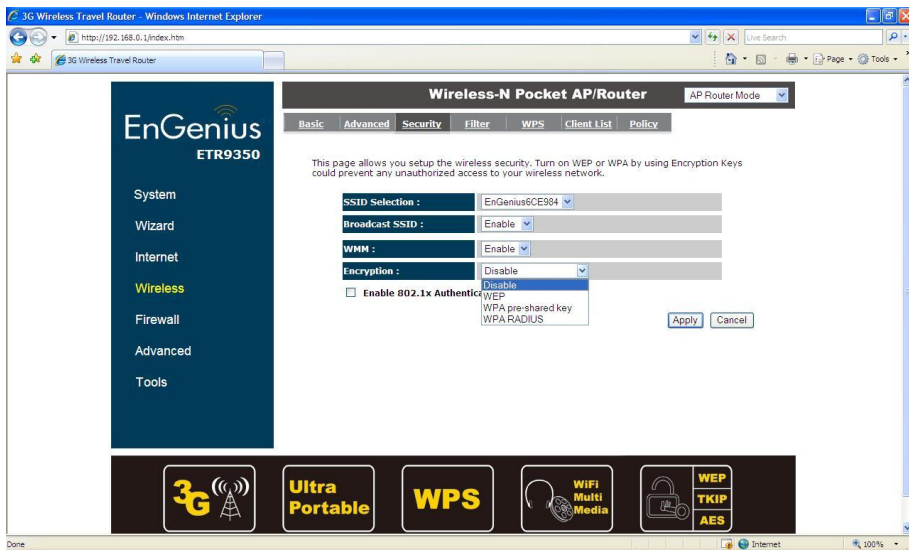 3G Wireless Travel Router - Windows Internet Explorer
http://192.168.0.1/index.htm
Live Search
3G Wireless Travel Router
Page
Tools
Wireless-N Pocket AP/Router
AP Router Mode
EnGenius
ETR9350
Basic Advanced Security Filter WPS Client List Policy
This page allows you setup the wireless security. Turn on WEP or WPA by using Encryption Keys
could prevent any unauthorized access to your wireless network.
System
Wizard
Internet
Wireless
Firewall
Advanced
Tools
SSID Selection : EnGenius6CE984
Broadcast SSID : Enable
WMM : Enable
Encryption : Disable
Disable
WEP
WPA pre-shared key
WPA RADIUS
Enable 802.1x Authentica
Apply Cancel
3G
Ultra
Portable
WPS
WiFi
Multi
Media
WEP
TKIP
AES
Done
Internet
100%